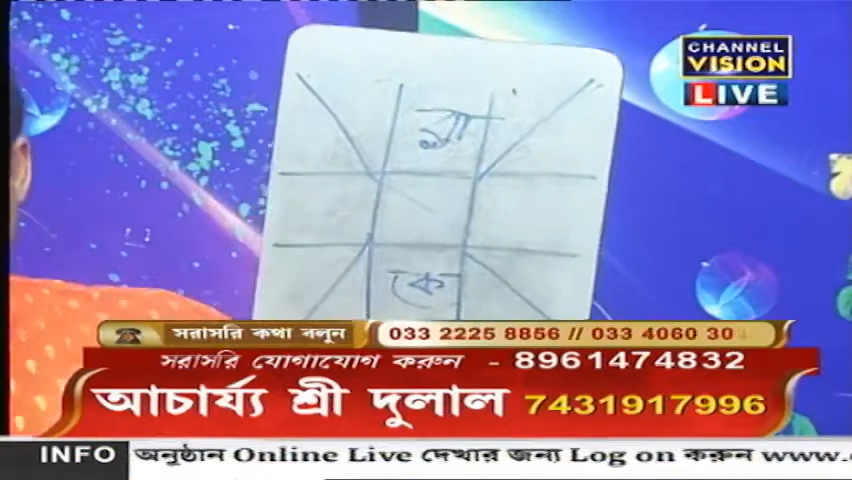 CHANNEL
VISION
LIVE
রা
কে
সরাসরি কথা বলুন
033 2225 8856 // 033 4060 30
সরাসরি যোগাযোগ করুন - 8961474832
আচার্য্য শ্রী দুলাল 7431917996
INFO অনুষ্ঠান Online Live দেখার জন্য Log on করুন www.